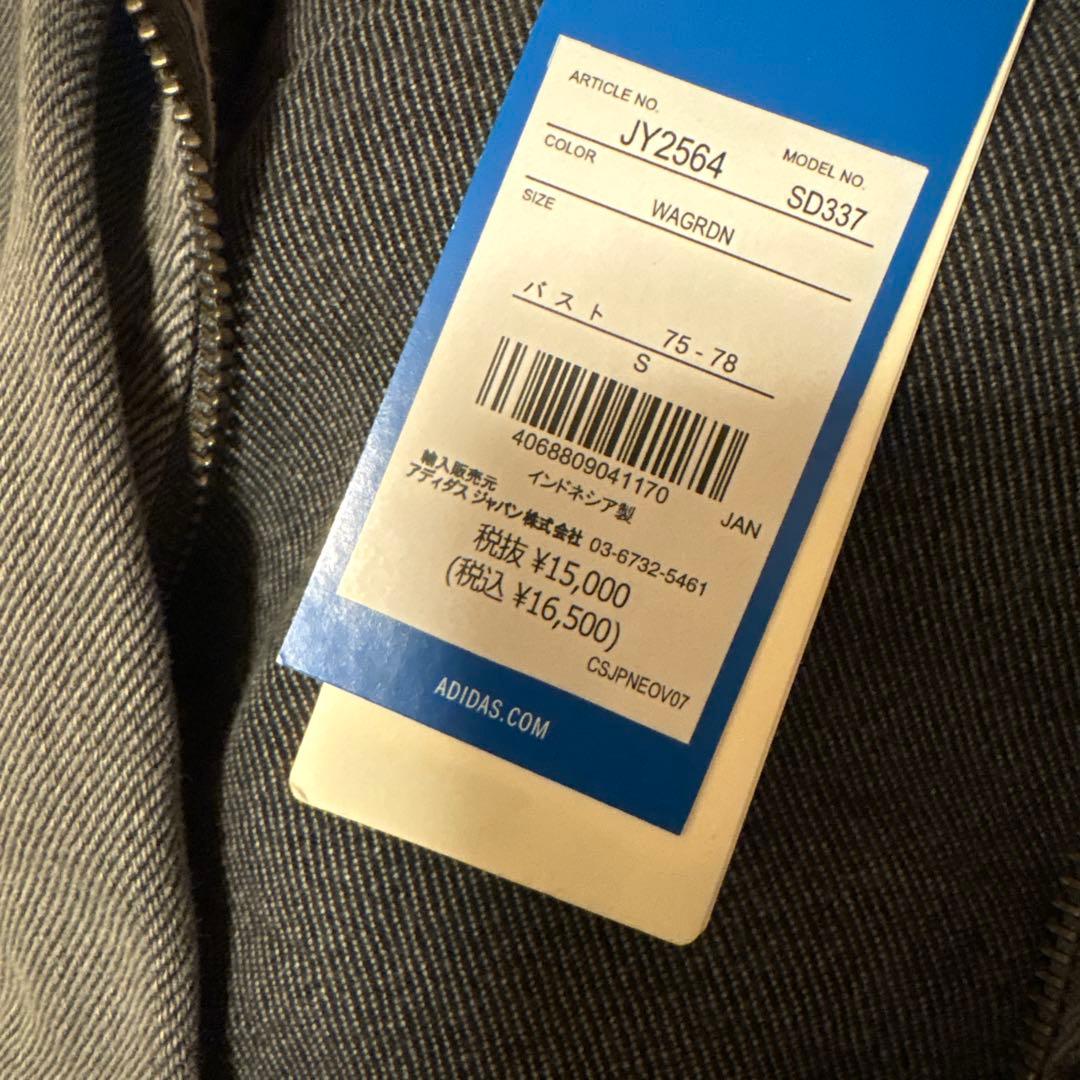 ARTICLE NO.
JY2564
MODEL NO.
SD337
COLOR
WAGRDN
SIZE
バスト 75 - 78
S
4068809041170
JAN
インドネシア製
輸入販売元
アディダス ジャパン株式会社 03-6732-5461
税抜 ¥15,000
(税込 ¥16,500)
CSJPNEOV07
ADIDAS.COM